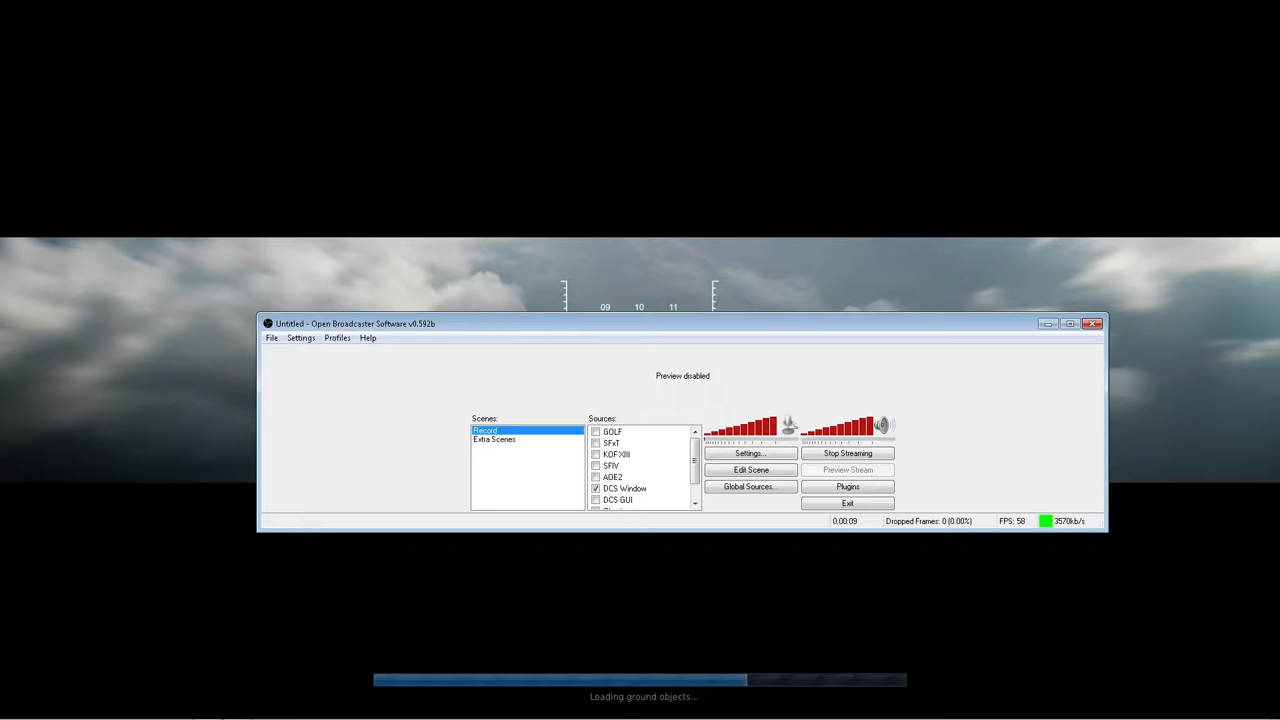 09 10 11
Untitled - Open Broadcaster Software v0.592b
File Settings Profiles Help
Preview disabled
Scenes:
Record
Extra Scenes
Sources:
GOLF
SFxT
KOF XIII
SFIV
AOE2
DCS Window
DCS GUI
Settings...
Edit Scene
Global Sources...
Stop Streaming
Preview Stream
Plugins
Exit
0:00:09 Dropped Frames: 0 (0.00%) FPS: 58 3570kb/s
Loading ground objects...